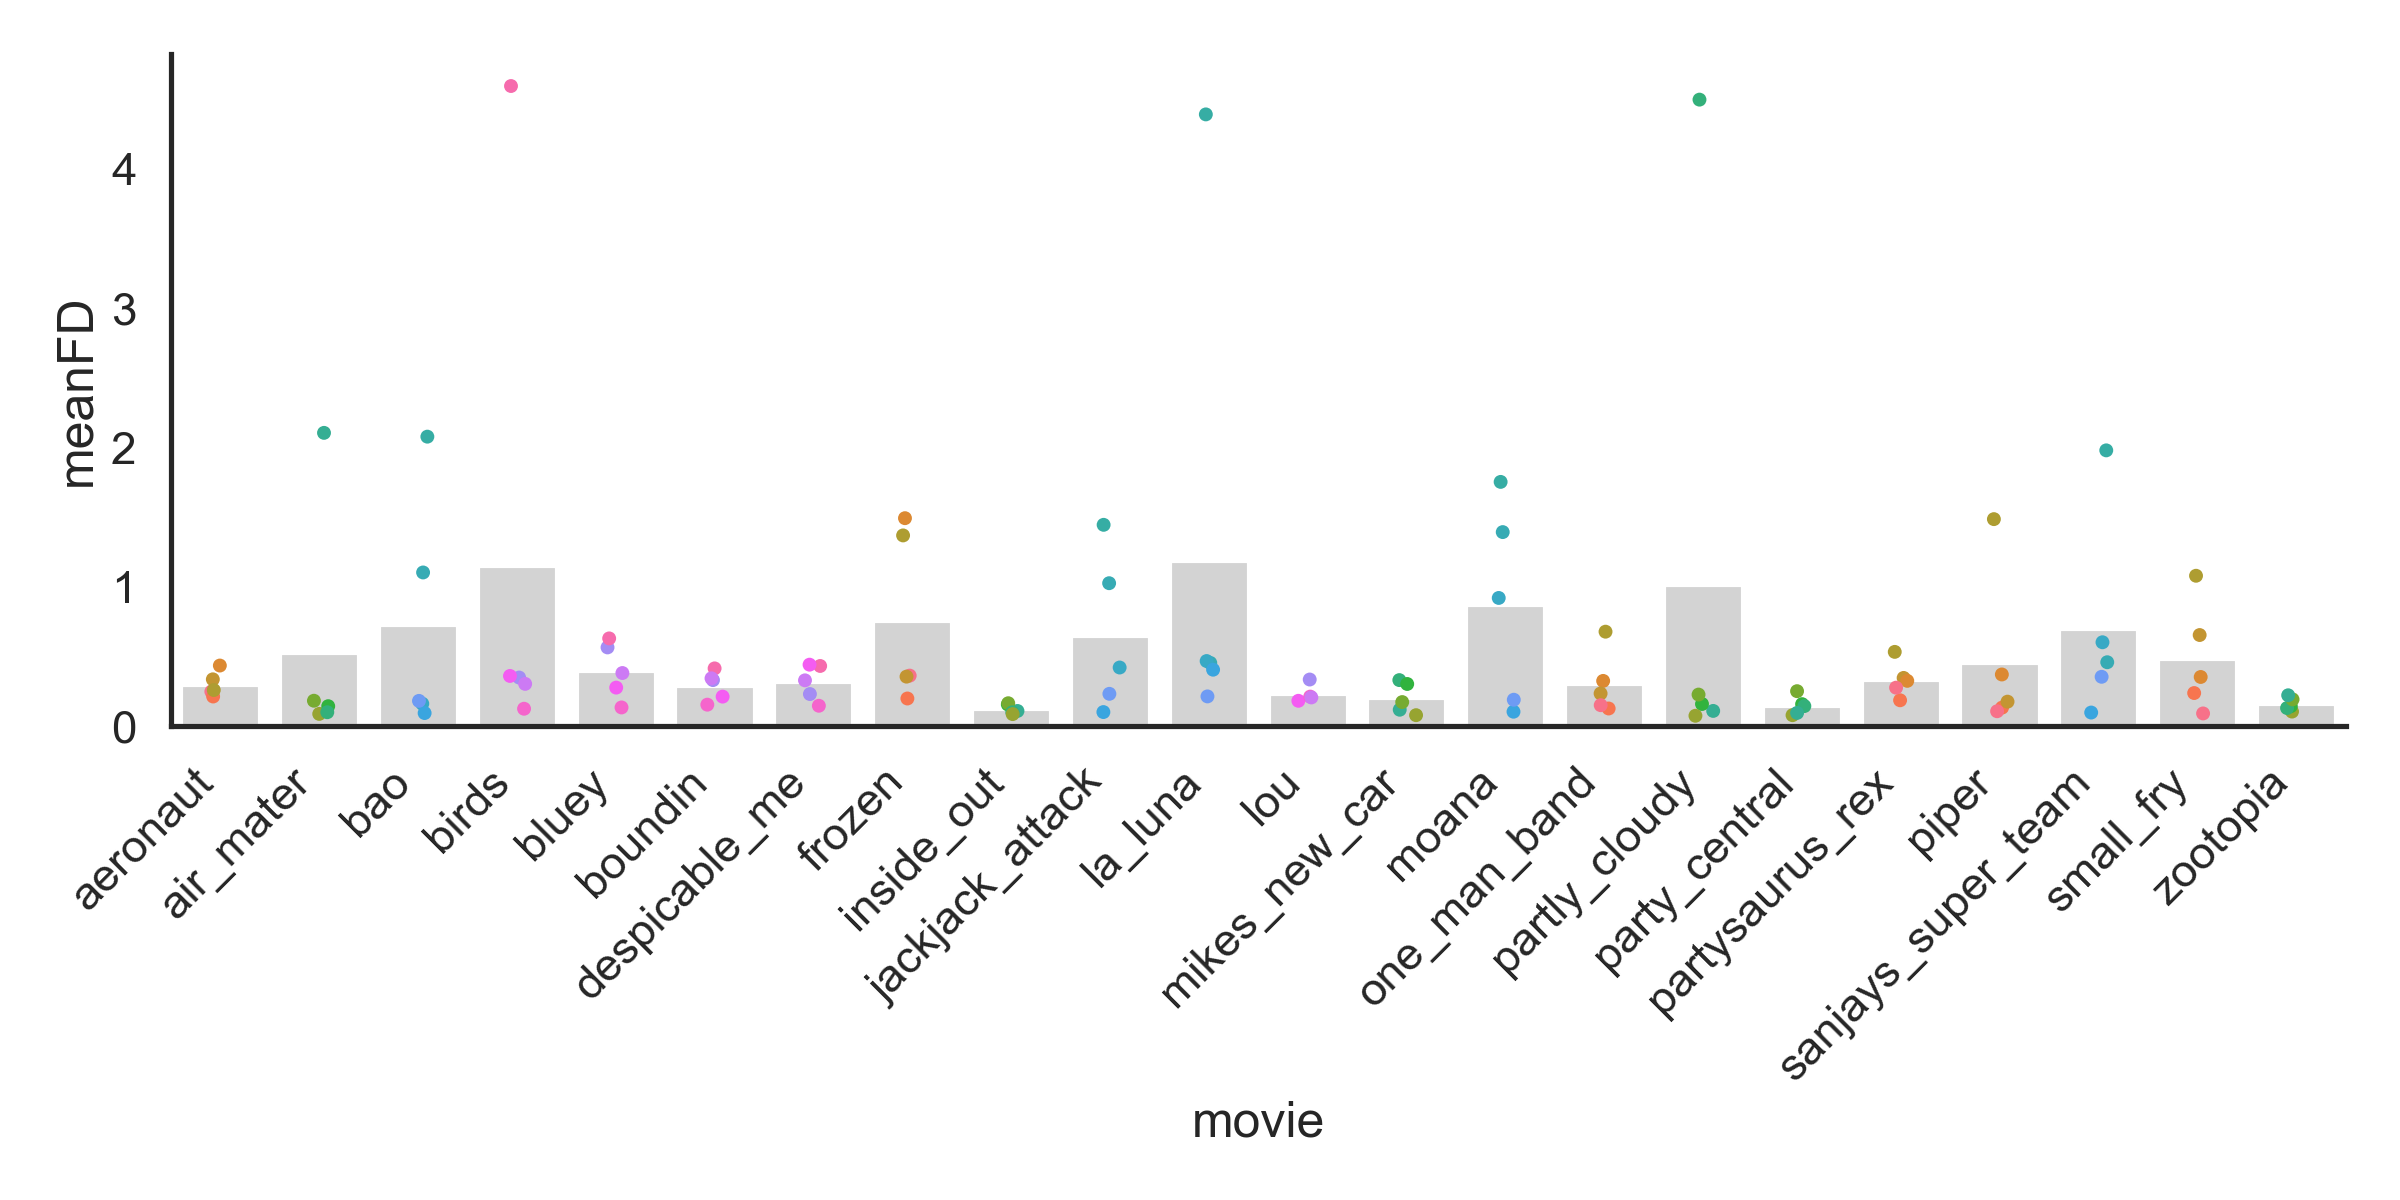 meanFD
4
3
2
1
0
aeronaut
air_mater
bao
birds
bluey
boundin
despicable_me
frozen
inside_out
jackjack_attack
la_luna
lou
mikes_new_car
moana
one_man_band
partly_cloudy
party_central
partysaurus_rex
piper
sanjays_super_team
small_fry
zootopia
movie